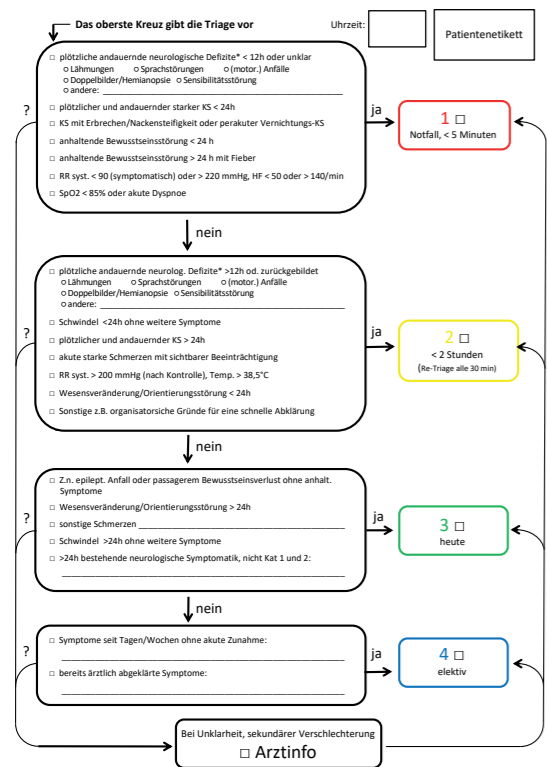 Das oberste Kreuz gibt die Triage vor
Uhrzeit:
Patientenetikett
□ plötzliche andauernde neurologische Defizite* < 12h oder unklar
o Lähmungen o Sprachstörungen o (motor.) Anfälle
o Doppelbilder/Hemianopsie o Sensibilitätsstörung
o andere:
□ plötzlicher und andauernder starker KS < 24h
□ KS mit Erbrechen/Nackensteifigkeit oder perakuter Vernichtungs-KS
□ anhaltende Bewusstseinsstörung < 24 h
□ anhaltende Bewusstseinsstörung > 24 h mit Fieber
□ RR syst. < 90 (symptomatisch) oder > 220 mmHg, HF < 50 oder > 140/min
□ SpO2 < 85% oder akute Dyspnoe
?
ja
1 □
Notfall, < 5 Minuten
nein
□ plötzliche andauernde neurolog. Defizite* >12h od. zurückgebildet
o Lähmungen o Sprachstörungen o (motor.) Anfälle
o Doppelbilder/Hemianopsie o Sensibilitätsstörung
o andere:
□ Schwindel <24h ohne weitere Symptome
□ plötzlicher und andauernder KS > 24h
□ akute starke Schmerzen mit sichtbarer Beeinträchtigung
□ RR syst. > 200 mmHg (nach Kontrolle), Temp. > 38,5°C
□ Wesensveränderung/Orientierungsstörung < 24h
□ Sonstige z.B. organisatorsiche Gründe für eine schnelle Abklärung
?
ja
2 □
< 2 Stunden
(Re-Triage alle 30 min)
nein
□ Z.n. epilept. Anfall oder passagerem Bewusstseinsverlust ohne anhalt.
Symptome
□ Wesensveränderung/Orientierungsstörung > 24h
□ sonstige Schmerzen
□ Schwindel >24h ohne weitere Symptome
□ >24h bestehende neurologische Symptomatik, nicht Kat 1 und 2:
?
ja
3 □
heute
nein
□ Symptome seit Tagen/Wochen ohne akute Zunahme:
□ bereits ärztlich abgeklärte Symptome:
?
ja
4 □
elektiv
Bei Unklarheit, sekundärer Verschlechterung
□ Arztinfo